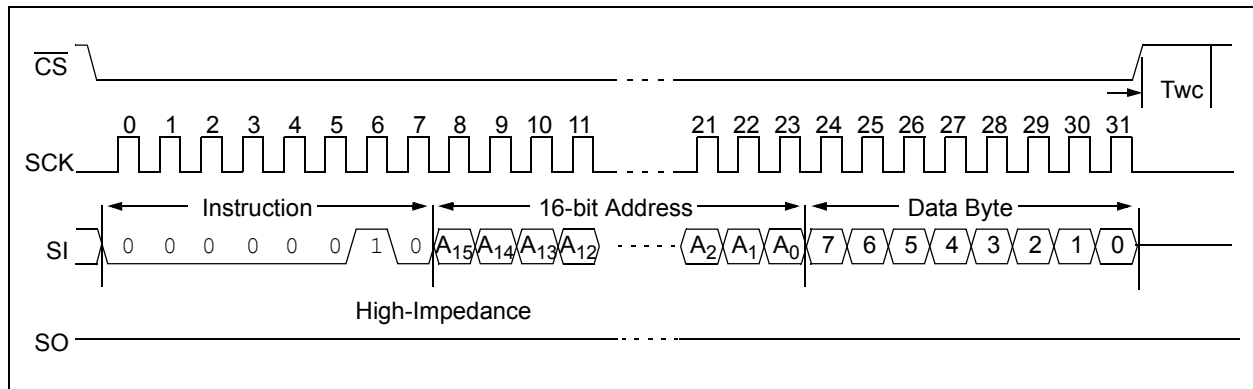 CS
Twc
0 1 2 3 4 5 6 7 8 9 10 11 21 22 23 24 25 26 27 28 29 30 31
SCK
Instruction 16-bit Address Data Byte
SI 0 0 0 0 0 0 1 0 A15 A14 A13 A12 A2 A1 A0 7 6 5 4 3 2 1 0
High-Impedance
SO